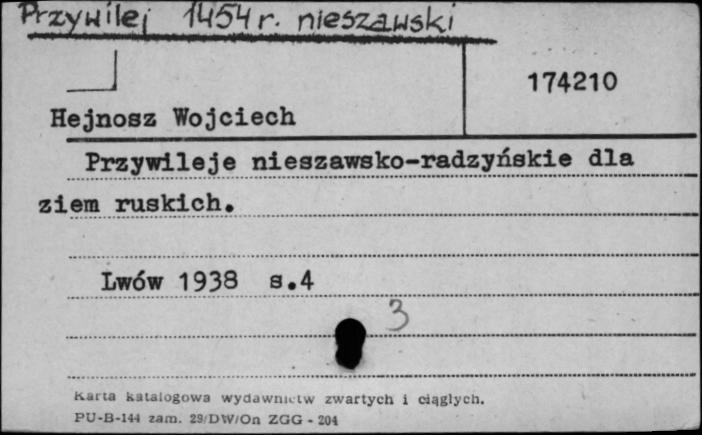 Przywilej 1454 r. nieszawski
174210
Hejnosz Wojciech
Przywileje nieszawsko-radzyńskie dla
ziem ruskich.
Lwów 1938 s.4
3
Karta katalogowa wydawnictw zwartych i ciągłych.
PU-B-144 zam. 29/DW/On ZGG - 204